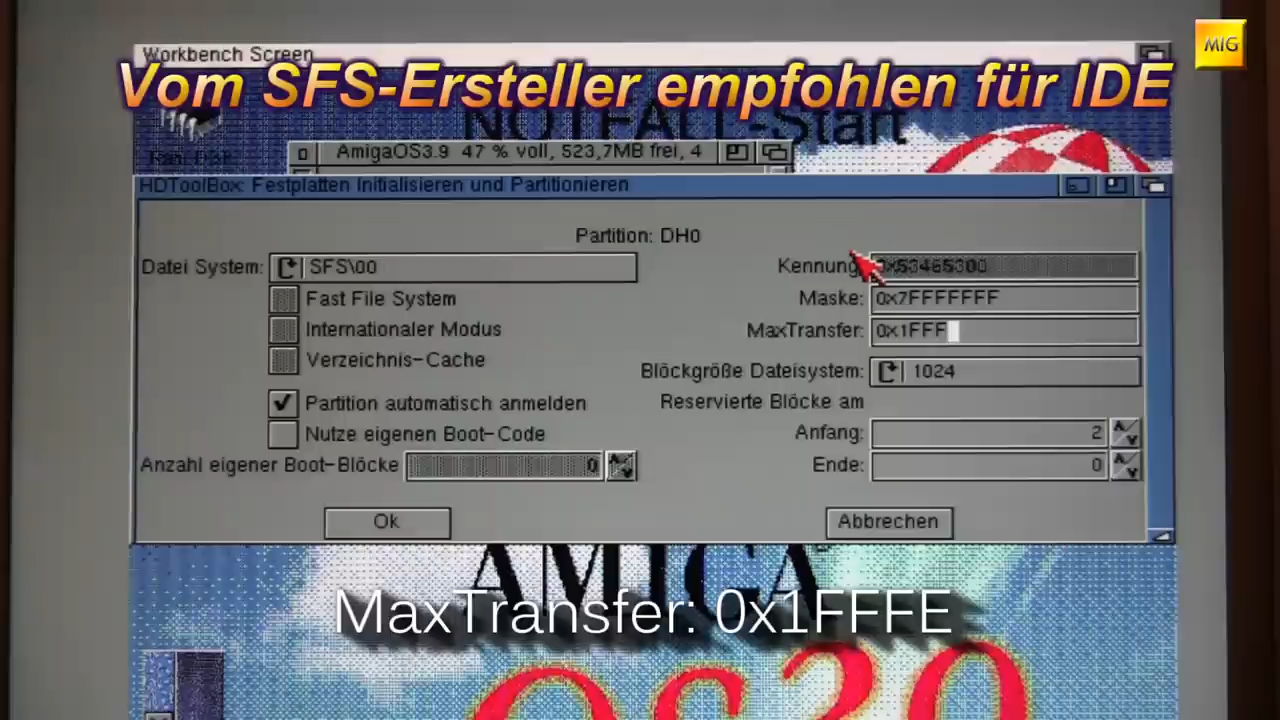 Workbench Screen
MIG
Vom SFS-Ersteller empfohlen für IDE
NOTFALL-Start
Ram Disk
AmigaOS3.9 47 % voll, 523,7MB frei, 4
HDToolBox: Festplatten Initialisieren und Partitionieren
Partition: DH0
Datei System: SFS\00
Kennung: 0x53465300
Fast File System
Maske: 0x7FFFFFFF
Internationaler Modus
MaxTransfer: 0x1FFF
Verzeichnis-Cache
Blöckgröße Dateisystem: 1024
Partition automatisch anmelden
Reservierte Blöcke am
Nutze eigenen Boot-Code
Anfang: 2
Anzahl eigener Boot-Blöcke 0
Ende: 0
Ok
Abbrechen
AMIGA
MaxTransfer: 0x1FFFE
OS3.9